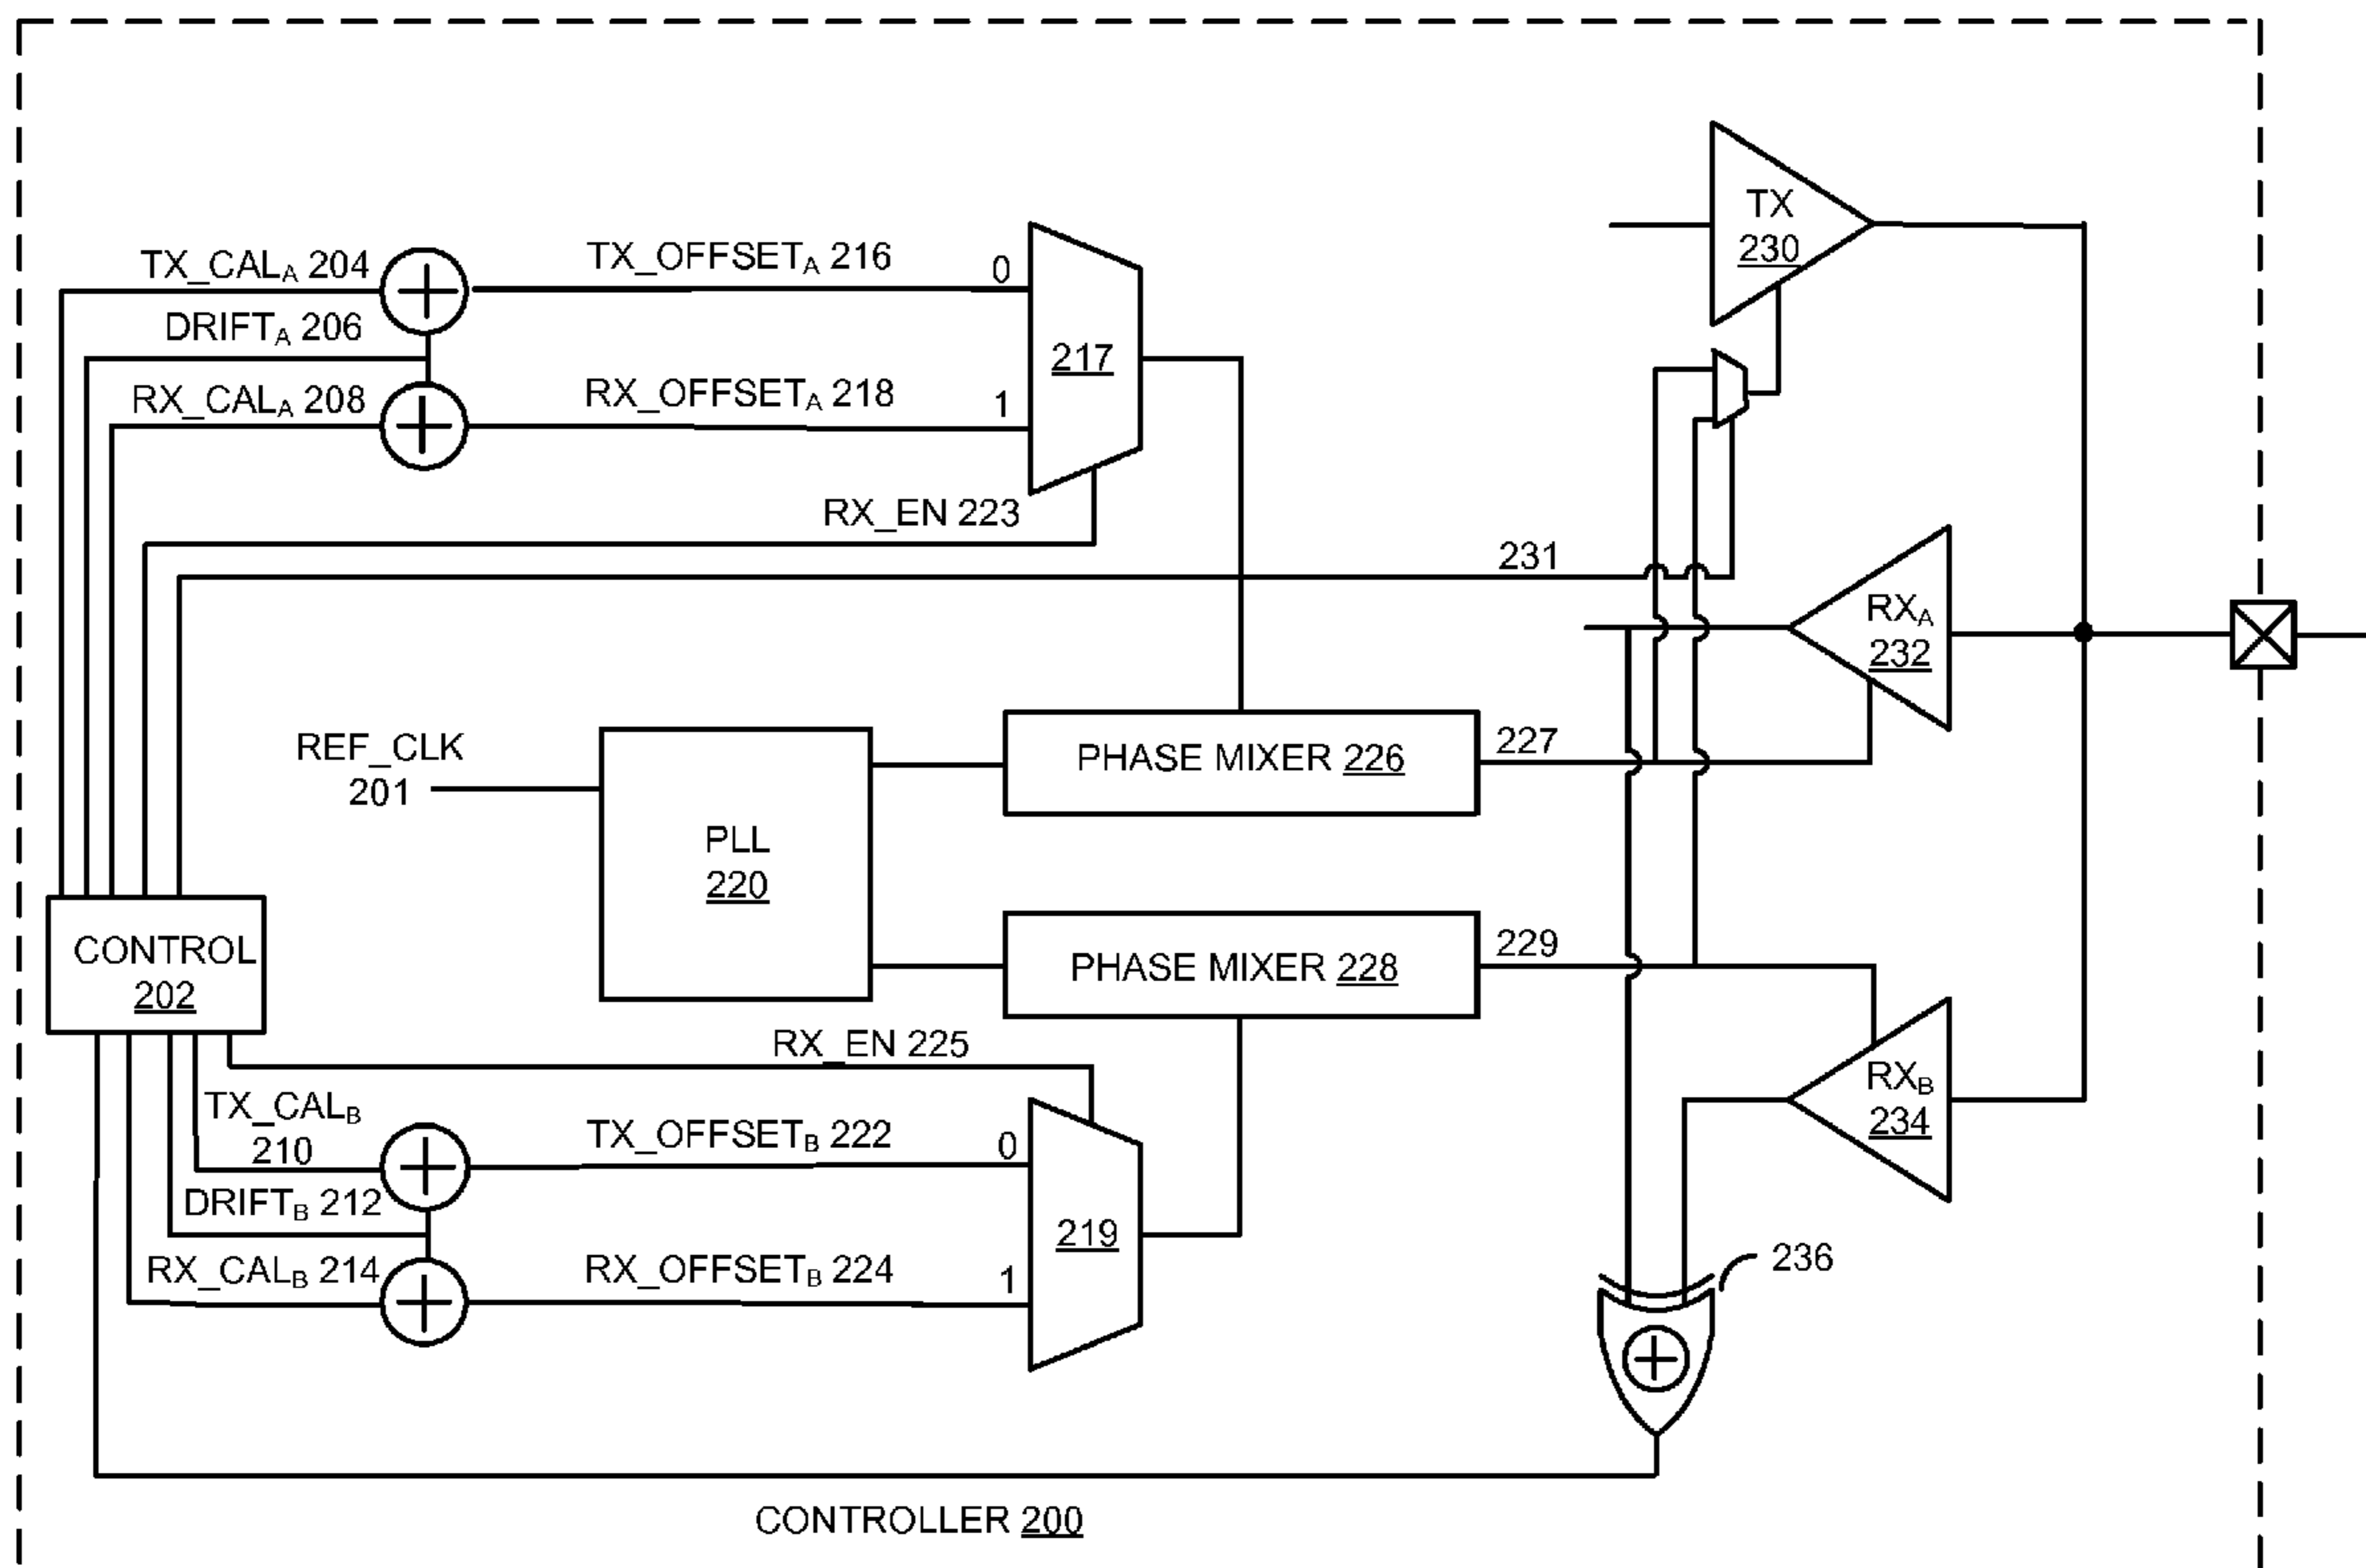 TX
230
TX_CALA 204
TX_OFFSETA 216
0
DRIFTA 206
217
RX_CALA 208
RX_OFFSETA 218
1
RX_EN 223
231
RXA
232
REF_CLK
201
PHASE MIXER 226
227
PLL
220
CONTROL
202
PHASE MIXER 228
229
RX_EN 225
RXB
234
TX_CALB
210
TX_OFFSETB 222
0
DRIFTB 212
219
RX_CALB 214
RX_OFFSETB 224
1
236
CONTROLLER 200